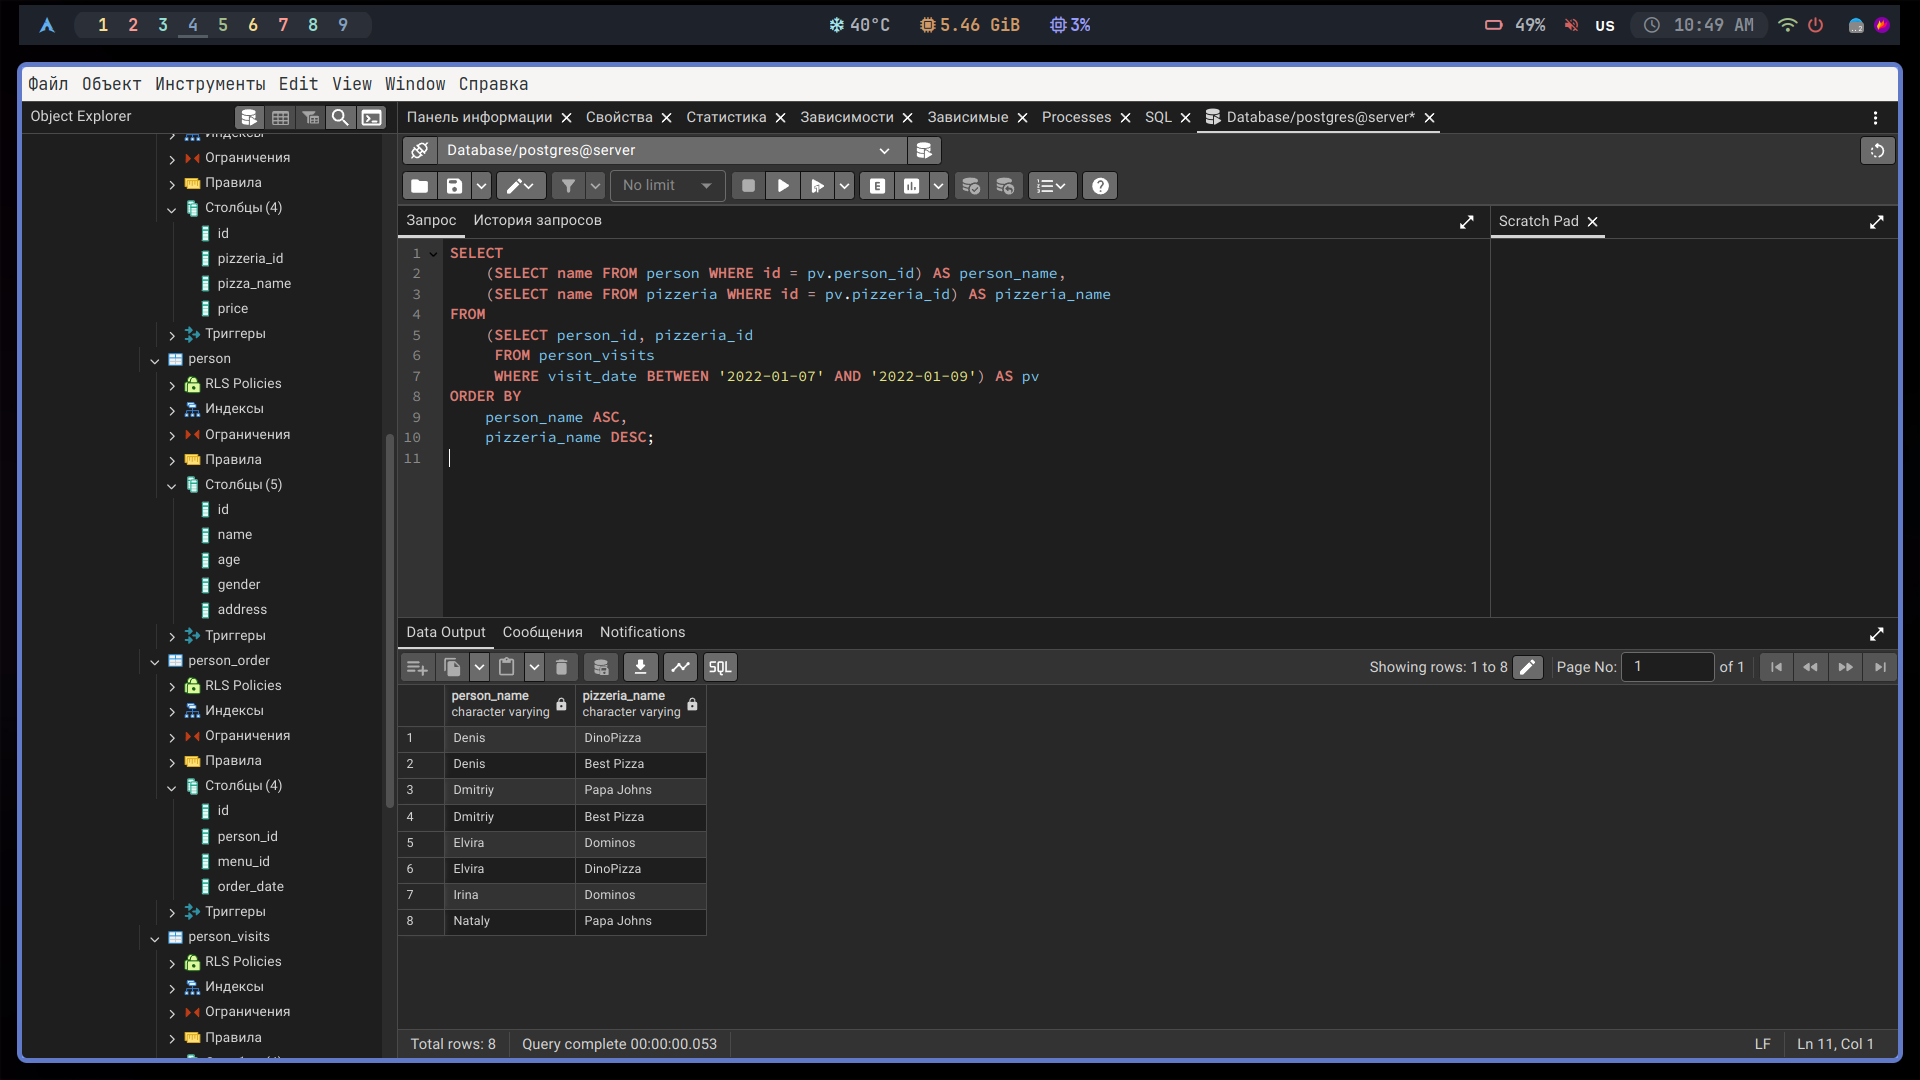 1 2 3 4 5 6 7 8 9
40°C 5.46 GiB 3%
49% US 10:49 AM
Файл Объект Инструменты Edit View Window Справка
Object Explorer
Панель информации Свойства Статистика Зависимости Зависимые Processes SQL Database/postgres@server*
Индексы
Ограничения
Правила
Столбцы (4)
id
pizzeria_id
pizza_name
price
Триггеры
person
RLS Policies
Индексы
Ограничения
Правила
Столбцы (5)
id
name
age
gender
address
Триггеры
person_order
RLS Policies
Индексы
Ограничения
Правила
Столбцы (4)
id
person_id
menu_id
order_date
Триггеры
person_visits
RLS Policies
Индексы
Ограничения
Правила
Database/postgres@server
No limit
E
Запрос История запросов
Scratch Pad
1 SELECT
2 (SELECT name FROM person WHERE id = pv.person_id) AS person_name,
3 (SELECT name FROM pizzeria WHERE id = pv.pizzeria_id) AS pizzeria_name
4 FROM
5 (SELECT person_id, pizzeria_id
6 FROM person_visits
7 WHERE visit_date BETWEEN '2022-01-07' AND '2022-01-09') AS pv
8 ORDER BY
9 person_name ASC,
10 pizzeria_name DESC;
11
Data Output Сообщения Notifications
SQL
Showing rows: 1 to 8 Page No: 1 of 1
person_name pizzeria_name
character varying character varying
1 Denis DinoPizza
2 Denis Best Pizza
3 Dmitriy Papa Johns
4 Dmitriy Best Pizza
5 Elvira Dominos
6 Elvira DinoPizza
7 Irina Dominos
8 Nataly Papa Johns
Total rows: 8 Query complete 00:00:00.053
LF Ln 11, Col 1